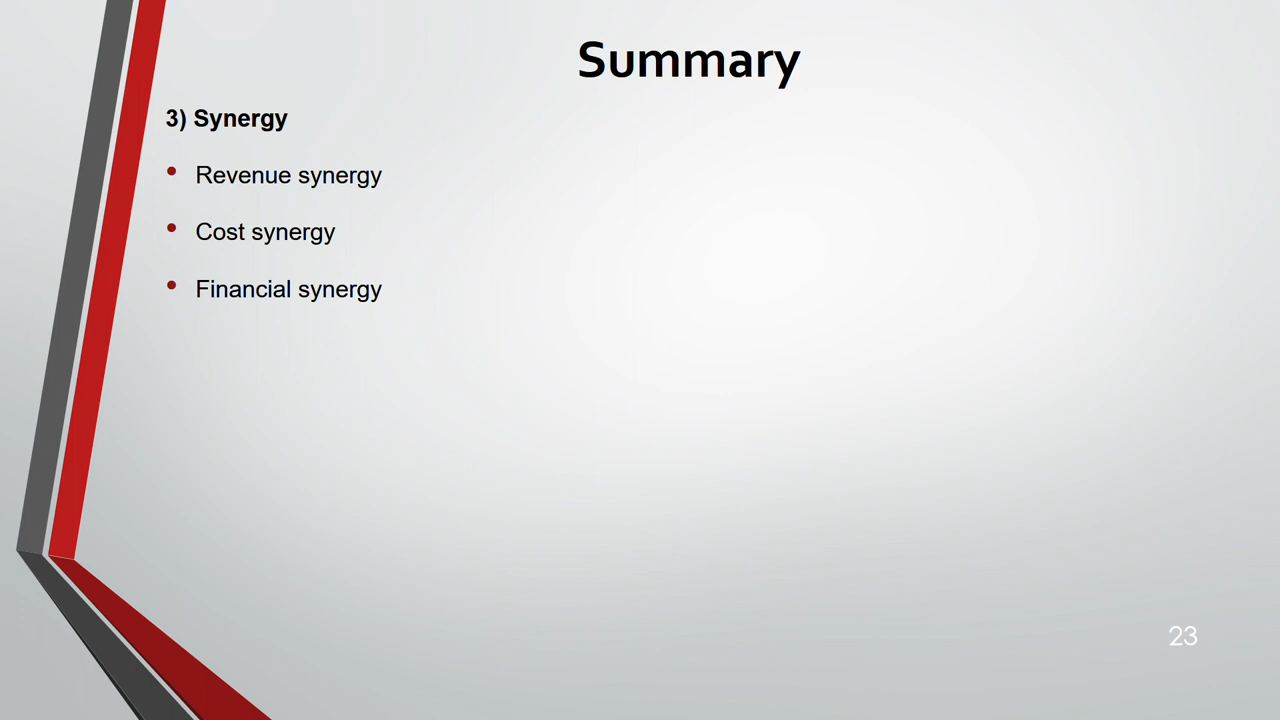 Summary
3) Synergy
• Revenue synergy
• Cost synergy
• Financial synergy
23